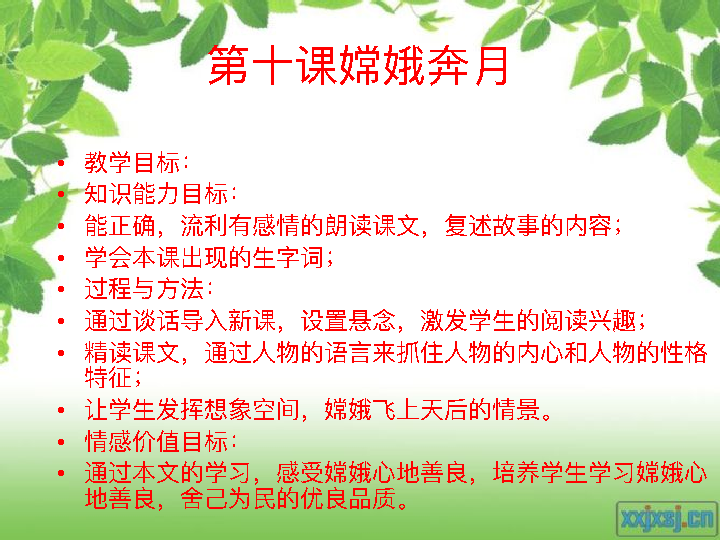 第十课嫦娥奔月
• 教学目标：
• 知识能力目标：
• 能正确，流利有感情的朗读课文，复述故事的内容；
• 学会本课出现的生字词；
• 过程与方法：
• 通过谈话导入新课，设置悬念，激发学生的阅读兴趣；
• 精读课文，通过人物的语言来抓住人物的内心和人物的性格
特征；
• 让学生发挥想象空间，嫦娥飞上天后的情景。
• 情感价值目标：
• 通过本文的学习，感受嫦娥心地善良，培养学生学习嫦娥心
地善良，舍己为民的优良品质。
xxjxsj.cn